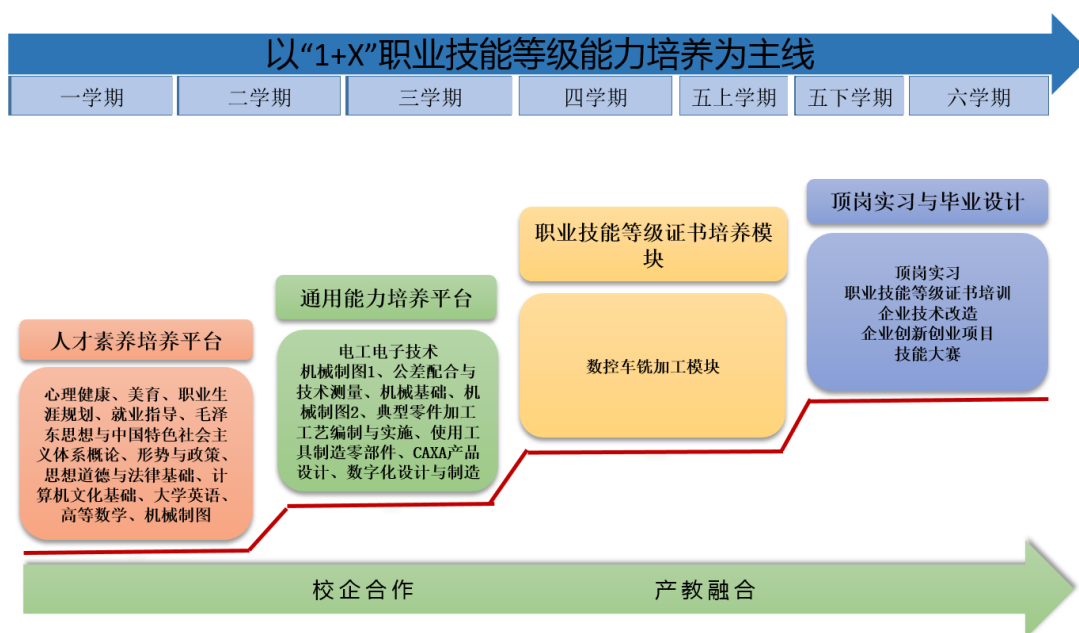 以“1+X”职业技能等级能力培养为主线
一学期
二学期
三学期
四学期
五上学期
五下学期
六学期
人才素养培养平台
心理健康、美育、职业生
涯规划、就业指导、毛泽
东思想与中国特色社会主
义体系概论、形势与政策、
思想道德与法律基础、计
算机文化基础、大学英语、
高等数学、机械制图
通用能力培养平台
电工电子技术
机械制图1、公差配合与
技术测量、机械基础、机
械制图2、典型零件加工
工艺编制与实施、使用工
具制造零部件、CAXA产品
设计、数字化设计与制造
职业技能等级证书培养模
块
数控车铣加工模块
顶岗实习与毕业设计
顶岗实习
职业技能等级证书培训
企业技术改造
企业创新创业项目
技能大赛
校企合作
产教融合